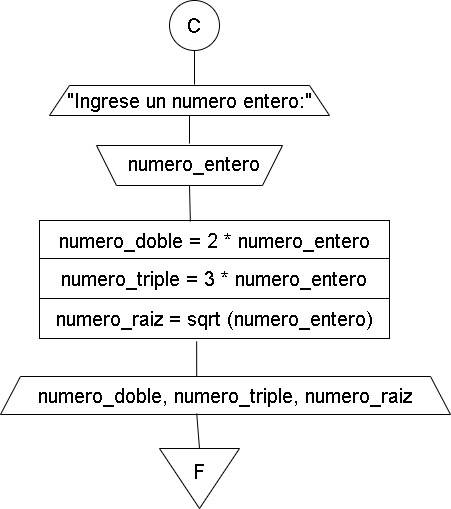 C
"Ingrese un numero entero:"
numero_entero
numero_doble = 2 * numero_entero
numero_triple = 3 * numero_entero
numero_raiz = sqrt (numero_entero)
numero_doble, numero_triple, numero_raiz
F